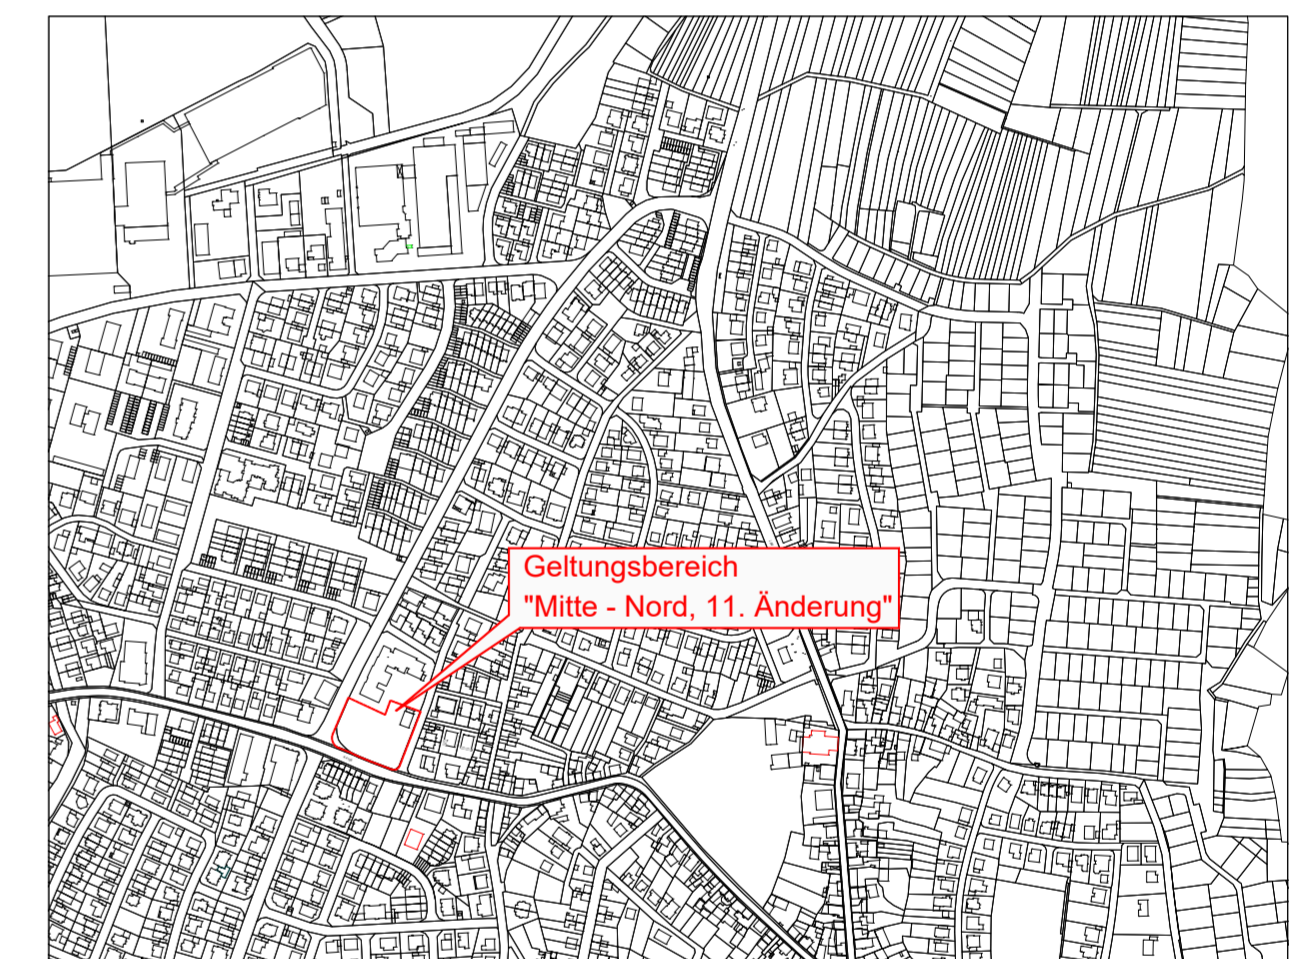 Geltungsbereich
"Mitte - Nord, 11. Änderung"